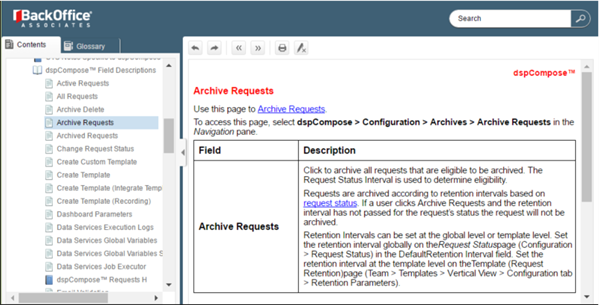 BackOffice
ASSOCIATES
Search
Contents
Glossary
dspCompose™ Field Descriptions
Active Requests
All Requests
Archive Delete
Archive Requests
Archived Requests
Change Request Status
Create Custom Template
Create Template
Create Template (Integrate Temp
Create Template (Recording)
Dashboard Parameters
Data Services Execution Logs
Data Services Global Variables
Data Services Global Variables S
Data Services Job Executor
dspCompose™ Requests H
dspCompose™
Archive Requests
Use this page to Archive Requests.
To access this page, select dspCompose > Configuration > Archives > Archive Requests in the
Navigation pane.
Field
Description
Archive Requests
Click to archive all requests that are eligible to be archived. The
Request Status Interval is used to determine eligibility.
Requests are archived according to retention intervals based on
request status. If a user clicks Archive Requests and the retention
interval has not passed for the request's status the request will not be
archived.
Retention Intervals can be set at the global level or template level. Set
the retention interval globally on theRequest Statuspage (Configuration
> Request Status) in the DefaultRetention Interval field. Set the
retention interval at the template level on theTemplate (Request
Retention)page (Team > Templates > Vertical View > Configuration tab
> Retention Parameters).